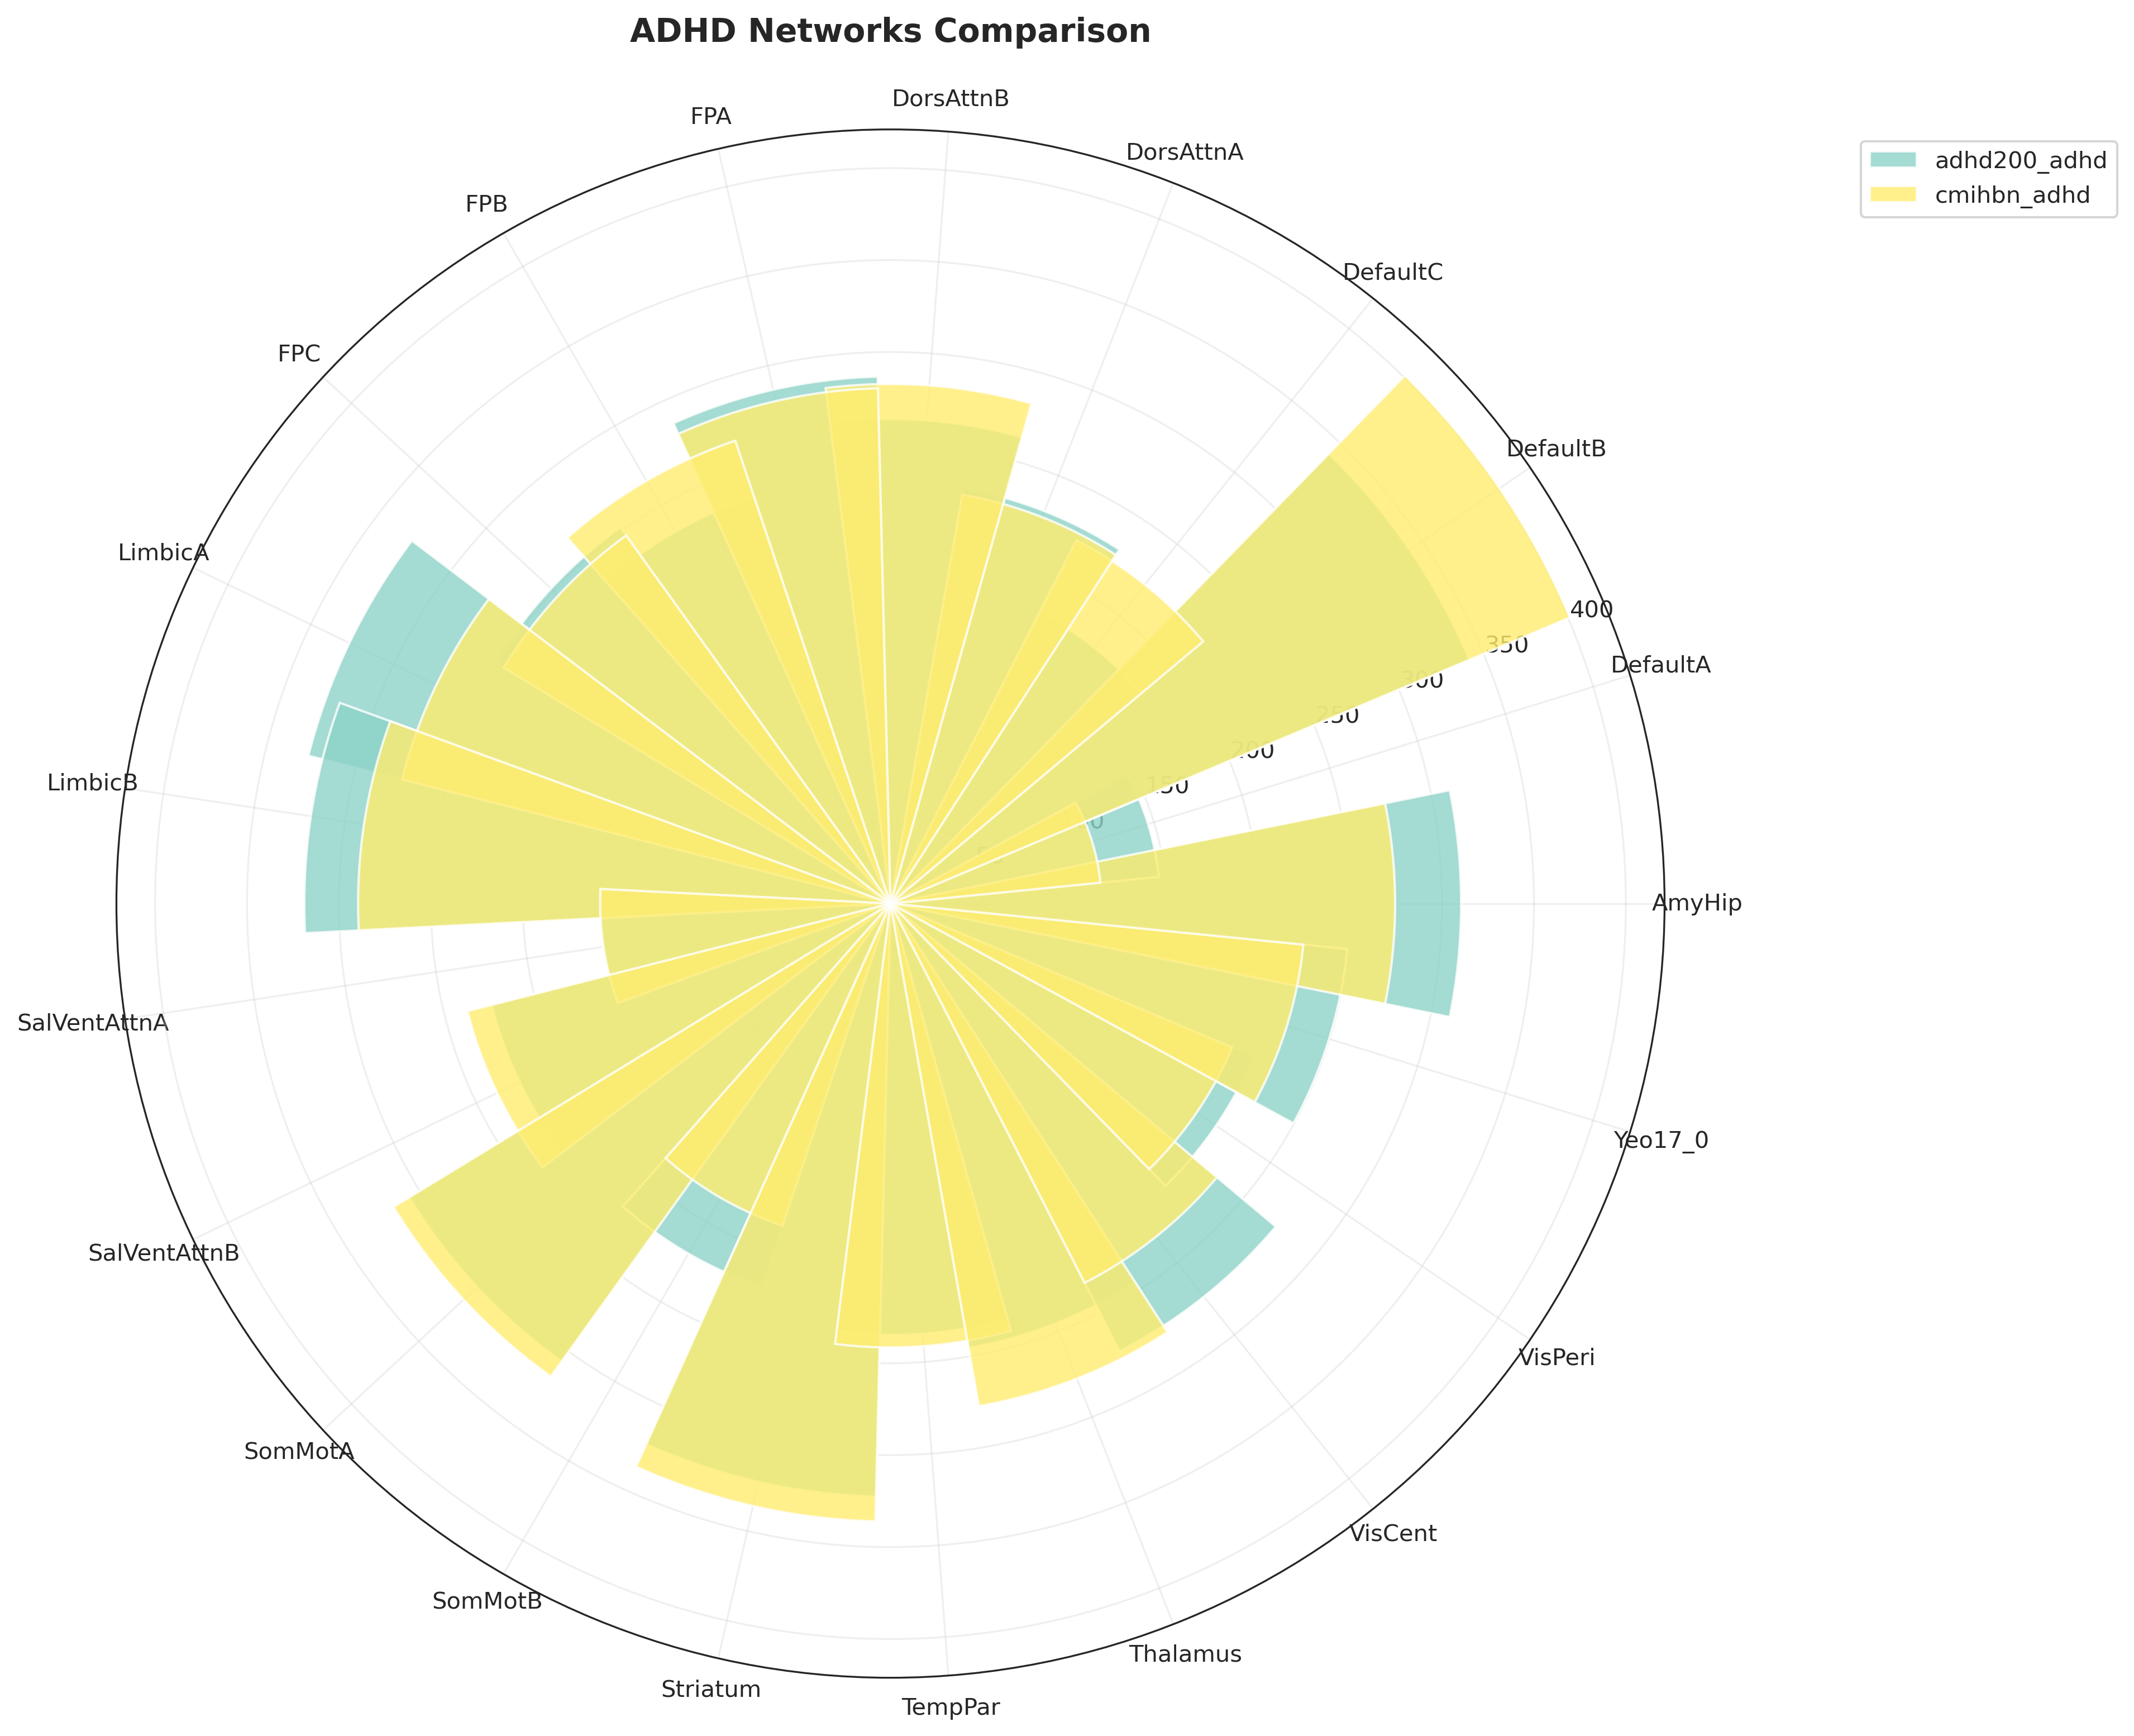 ADHD Networks Comparison
adhd200_adhd
cmihbn_adhd
DorsAttnB
FPA
DorsAttnA
FPB
DefaultC
FPC
DefaultB
LimbicA
400
350
DefaultA
300
250
200
LimbicB
150
AmyHip
SalVentAttnA
Yeo17_0
SalVentAttnB
VisPeri
SomMotA
VisCent
SomMotB
Thalamus
Striatum
TempPar